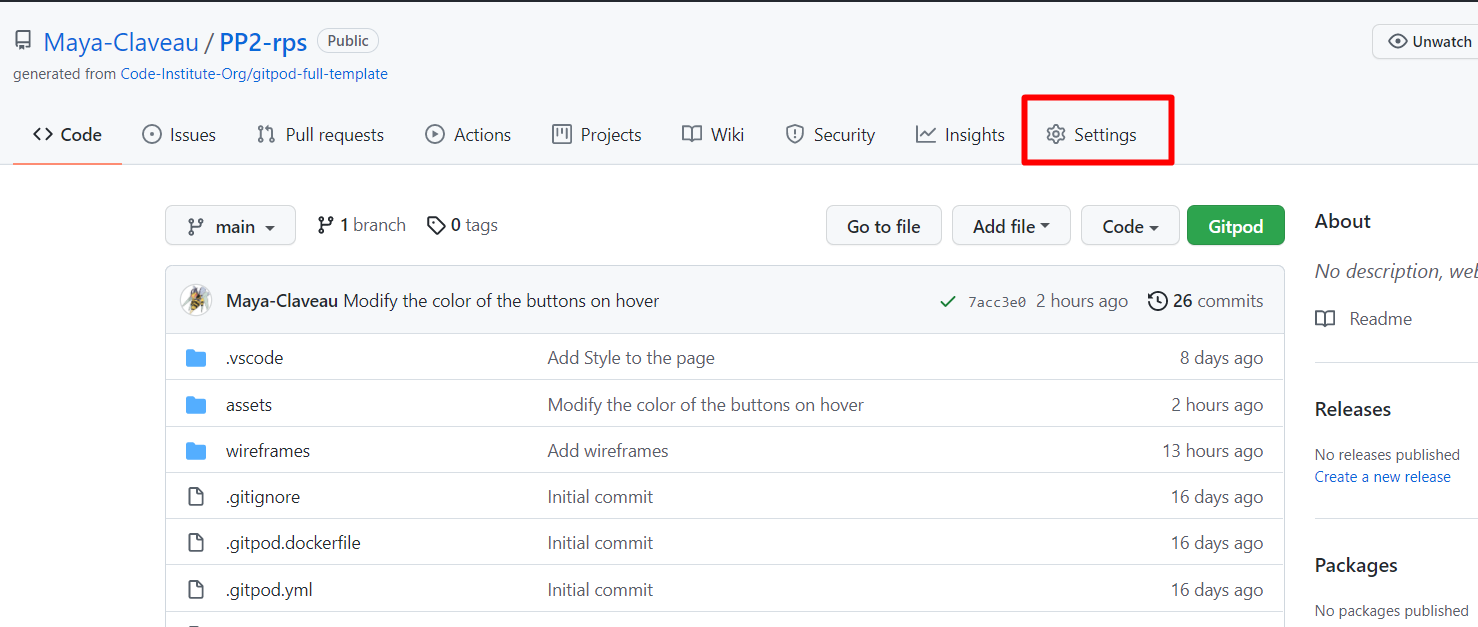 Maya-Claveau / PP2-rps Public
Unwatch
generated from Code-Institute-Org/gitpod-full-template
Code Issues Pull requests Actions Projects Wiki Security Insights Settings
main 1 branch 0 tags Go to file Add file Code Gitpod
Maya-Claveau Modify the color of the buttons on hover 7acc3e0 2 hours ago 26 commits
.vscode Add Style to the page 8 days ago
assets Modify the color of the buttons on hover 2 hours ago
wireframes Add wireframes 13 hours ago
.gitignore Initial commit 16 days ago
.gitpod.dockerfile Initial commit 16 days ago
.gitpod.yml Initial commit 16 days ago
About
No description, web
Readme
Releases
No releases published
Create a new release
Packages
No packages published